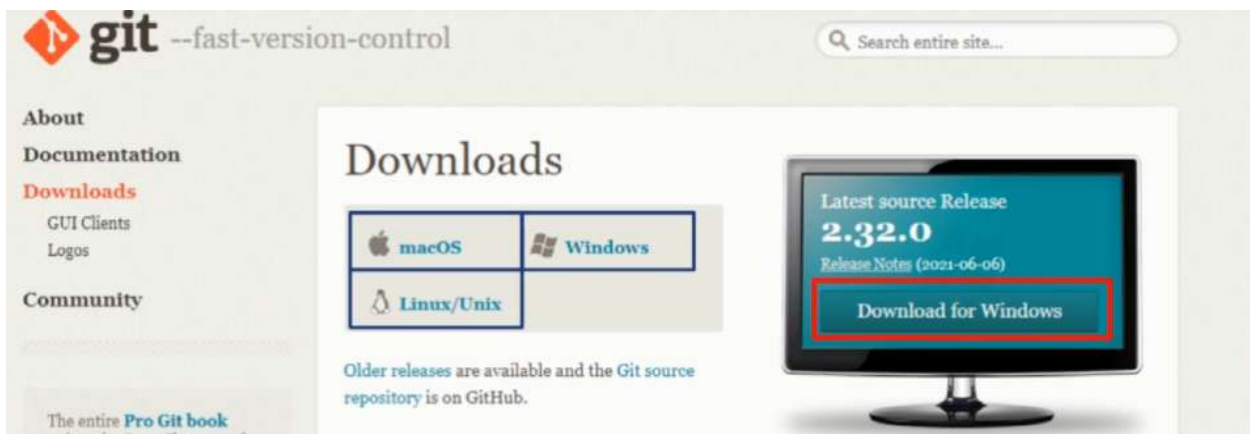 git --fast-version-control
Search entire site...
About
Documentation
Downloads
GUI Clients
Logos
Community
The entire Pro Git book
Downloads
macOS
Windows
Linux/Unix
Older releases are available and the Git source
repository is on GitHub.
Latest source Release
2.32.0
Release Notes (2021-06-06)
Download for Windows